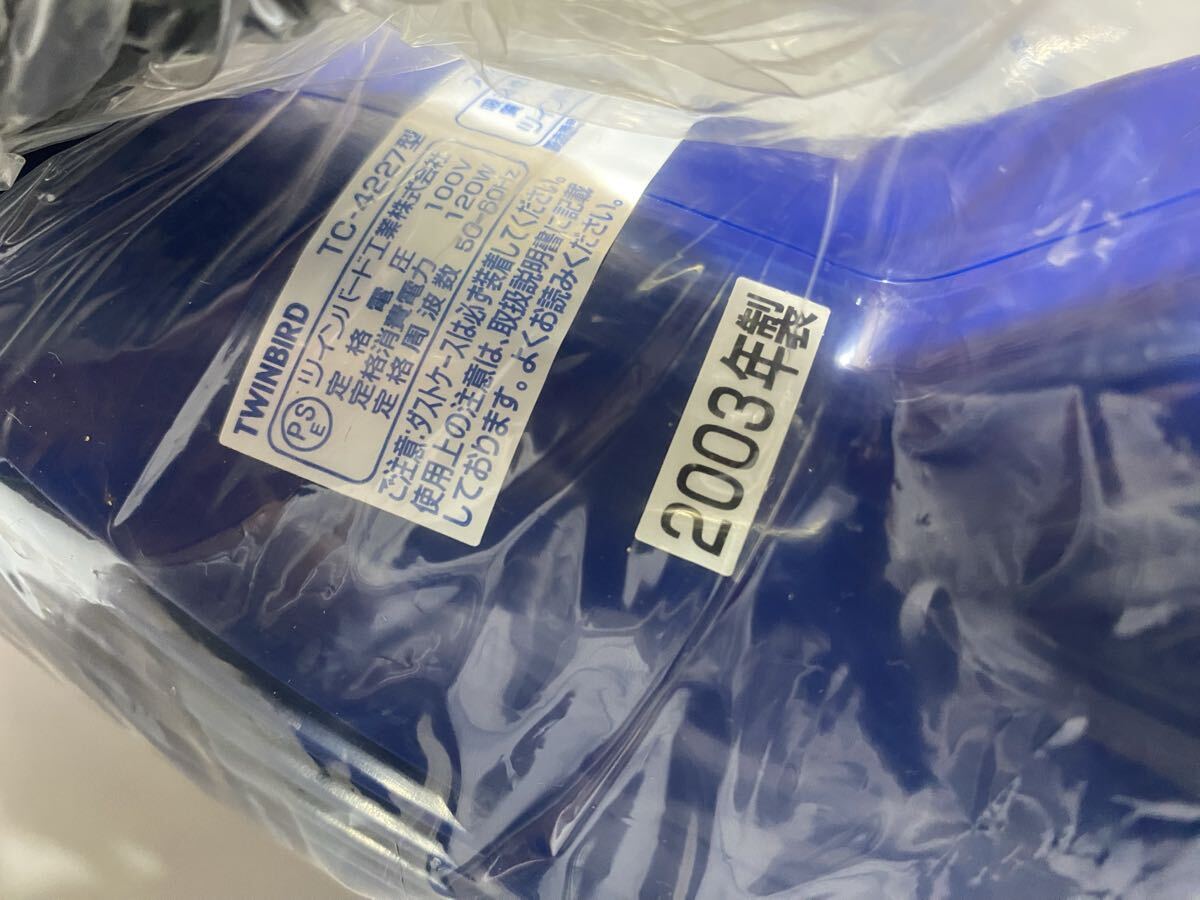 TWINBIRD TC-4227型
PSE ツインバード工業株式会社
定格電圧 100V
定格消費電力 120W
定格周波数 50-60Hz
ご注意・ダストケースは必ず装着してください。
使用上の注意は、取扱説明書に記載
しております。よくお読みください。
2003年製